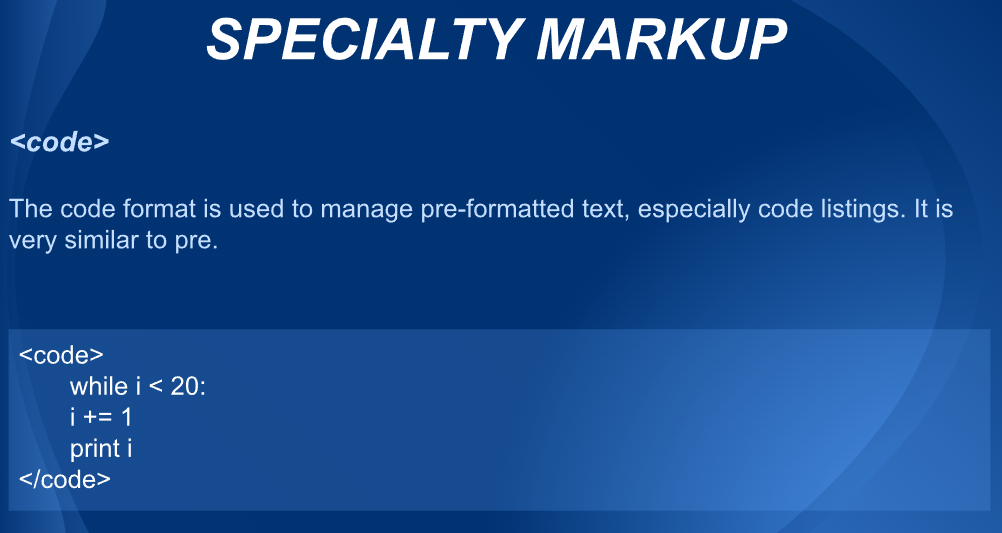 SPECIALTY MARKUP
<code>
The code format is used to manage pre-formatted text, especially code listings. It is
very similar to pre.
<code>
while i < 20:
i += 1
print i
</code>